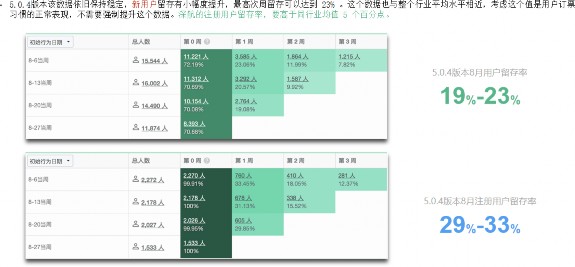 5.0.4版本该数据依旧保持稳定，新用户留存有小幅度提升，最高次周留存可以达到 23% 。这个数据也与整个行业平均水平相近，考虑这个值是用户订票
习惯的正常表现，不需要强制提升这个数据。深航的注册用户留存率，要高于同行业均值 5 个百分点。
初始行为日期 总人数 第 0 周 第 1 周 第 2 周 第 3 周
8-6当周 15,544 人 11,221 人 3,585 人 1,864 人 1,215 人
72.19% 23.06% 11.99% 7.82%
8-13当周 16,002 人 11,312 人 3,292 人 1,587 人
70.69% 20.57% 9.92%
8-20当周 14,490 人 10,154 人 2,764 人
70.08% 19.08%
8-27当周 11,874 人 8,393 人
70.68%
5.0.4版本8月用户留存率
19%-23%
初始行为日期 总人数 第 0 周 第 1 周 第 2 周 第 3 周
8-6当周 2,272 人 2,270 人 760 人 410 人 281 人
99.91% 33.45% 18.05% 12.37%
8-13当周 2,178 人 2,178 人 678 人 338 人
100% 31.13% 15.52%
8-20当周 2,027 人 2,026 人 605 人
99.95% 29.85%
8-27当周 1,533 人 1,533 人
100%
5.0.4版本8月注册用户留存率
29%-33%